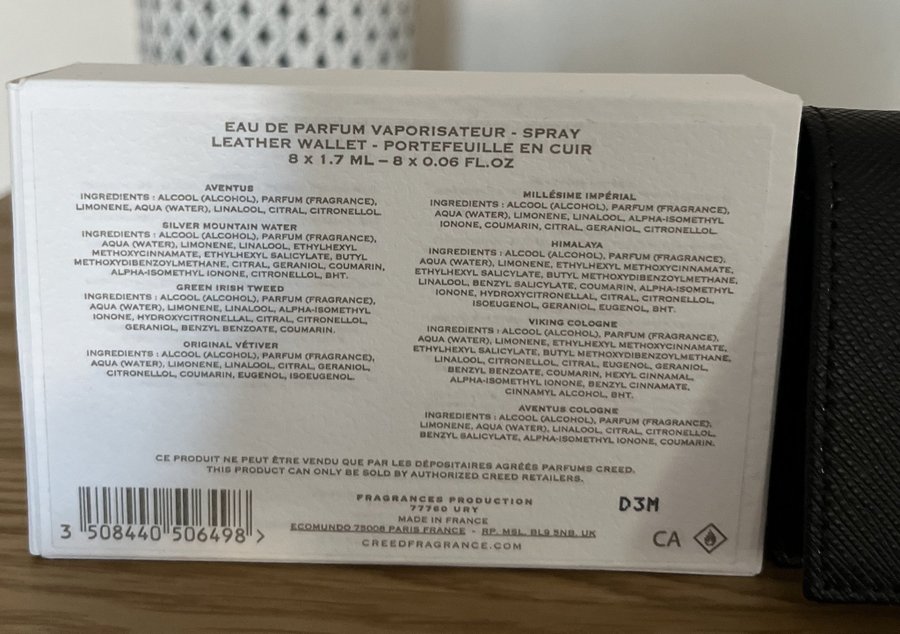 EAU DE PARFUM VAPORISATEUR - SPRAY
LEATHER WALLET - PORTEFEUILLE EN CUIR
8 X 1.7 ML – 8 X 0.06 FL.OZ
AVENTUS
INGREDIENTS : ALCOOL (ALCOHOL), PARFUM (FRAGRANCE),
LIMONENE, AQUA (WATER), LINALOOL, CITRAL, CITRONELLOL.
SILVER MOUNTAIN WATER
INGREDIENTS : ALCOOL (ALCOHOL), PARFUM (FRAGRANCE),
AQUA (WATER), LIMONENE, LINALOOL, ETHYLHEXYL
METHOXYCINNAMATE, ETHYLHEXYL SALICYLATE, BUTYL
METHOXYDIBENZOYLMETHANE, CITRAL, GERANIOL, COUMARIN,
ALPHA-ISOMETHYL IONONE, CITRONELLOL, BHT.
GREEN IRISH TWEED
INGREDIENTS : ALCOOL (ALCOHOL), PARFUM (FRAGRANCE),
AQUA (WATER), LIMONENE, LINALOOL, ALPHA-ISOMETHYL
IONONE, HYDROXYCITRONELLAL, CITRAL, CITRONELLOL,
GERANIOL, BENZYL BENZOATE, COUMARIN.
ORIGINAL VÉTIVER
INGREDIENTS : ALCOOL (ALCOHOL), PARFUM (FRAGRANCE),
AQUA (WATER), LIMONENE, LINALOOL, CITRAL, GERANIOL,
CITRONELLOL, COUMARIN, EUGENOL, ISOEUGENOL.
MILLÉSIME IMPÉRIAL
INGREDIENTS : ALCOOL (ALCOHOL), PARFUM (FRAGRANCE),
AQUA (WATER), LIMONENE, LINALOOL, ALPHA-ISOMETHYL
IONONE, COUMARIN, CITRAL, GERANIOL, CITRONELLOL.
HIMALAYA
INGREDIENTS : ALCOOL (ALCOHOL), PARFUM (FRAGRANCE),
AQUA (WATER), LIMONENE, ETHYLHEXYL METHOXYCINNAMATE,
ETHYLHEXYL SALICYLATE, BUTYL METHOXYDIBENZOYLMETHANE,
LINALOOL, BENZYL SALICYLATE, COUMARIN, ALPHA-ISOMETHYL
IONONE, HYDROXYCITRONELLAL, CITRAL, CITRONELLOL,
ISOEUGENOL, GERANIOL, EUGENOL, BHT.
VIKING COLOGNE
INGREDIENTS : ALCOOL (ALCOHOL), PARFUM (FRAGRANCE),
AQUA (WATER), LIMONENE, ETHYLHEXYL METHOXYCINNAMATE,
ETHYLHEXYL SALICYLATE, BUTYL METHOXYDIBENZOYLMETHANE,
LINALOOL, CITRONELLOL, CITRAL, EUGENOL, GERANIOL,
BENZYL BENZOATE, COUMARIN, HEXYL CINNAMAL,
ALPHA-ISOMETHYL IONONE, BENZYL CINNAMATE,
CINNAMYL ALCOHOL, BHT.
AVENTUS COLOGNE
INGREDIENTS : ALCOOL (ALCOHOL), PARFUM (FRAGRANCE),
LIMONENE, AQUA (WATER), LINALOOL, CITRAL, CITRONELLOL,
BENZYL SALICYLATE, ALPHA-ISOMETHYL IONONE, COUMARIN.
CE PRODUIT NE PEUT ÊTRE VENDU QUE PAR LES DÉPOSITAIRES AGRÉÉS PARFUMS CREED.
THIS PRODUCT CAN ONLY BE SOLD BY AUTHORIZED CREED RETAILERS.
FRAGRANCES PRODUCTION
77760 URY
MADE IN FRANCE
ECOMUNDO 75008 PARIS FRANCE - RP. MSL. BL9 5NB. UK
CREEDFRAGRANCE.COM
3 508440 506498 >
D3M
CA